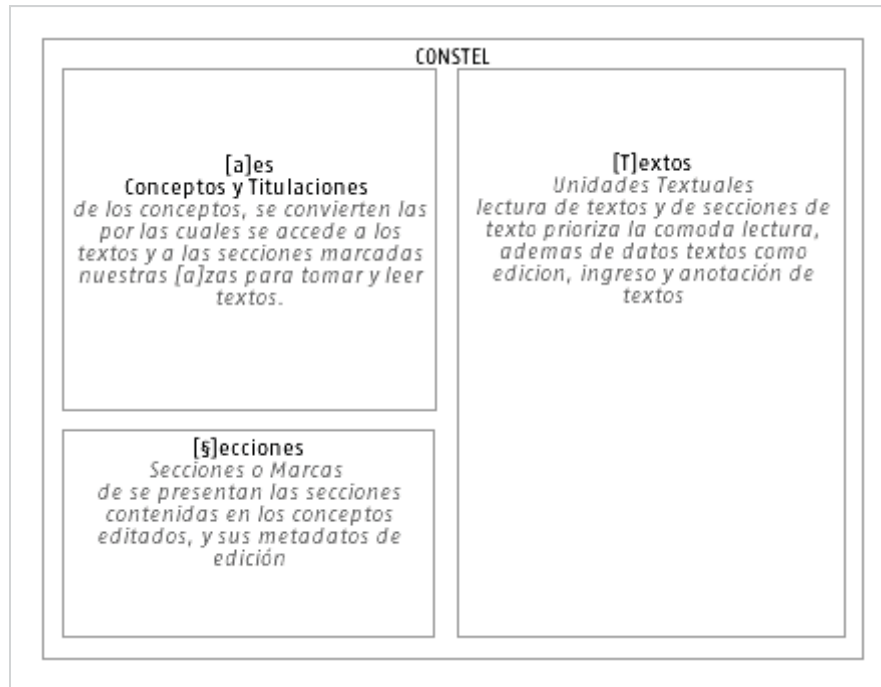 CONSTEL
[a]es
Conceptos y Titulaciones
de los conceptos, se convierten las
por las cuales se accede a los
textos y a las secciones marcadas
nuestras [a]zas para tomar y leer
textos.
[§]ecciones
Secciones o Marcas
de se presentan las secciones
contenidas en los conceptos
editados, y sus metadatos de
edición
[T]extos
Unidades Textuales
lectura de textos y de secciones de
texto prioriza la comoda lectura,
ademas de datos textos como
edicion, ingreso y anotación de
textos